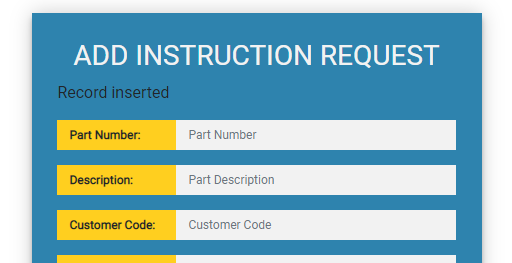 ADD INSTRUCTION REQUEST
Record inserted
Part Number: Part Number
Description: Part Description
Customer Code: Customer Code